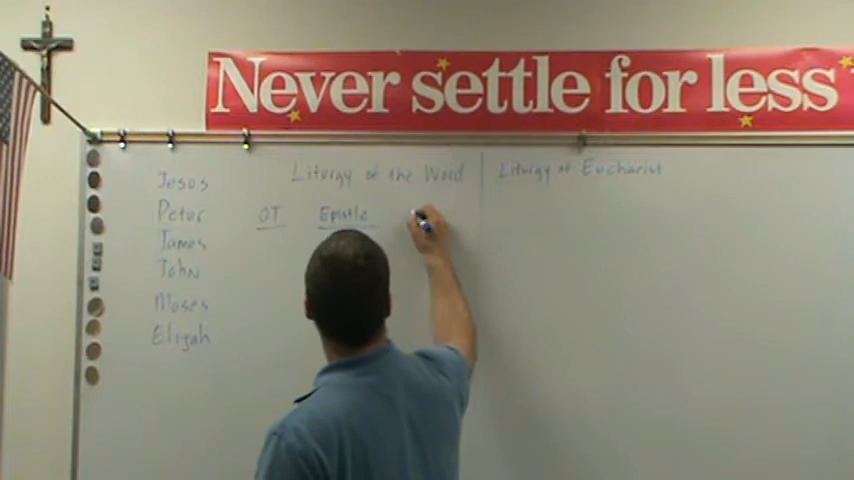 Never settle for less
Liturgy of the Word
Liturgy of Eucharist
Jesus
Peter
James
John
Moses
Elijah
OT
Epistle